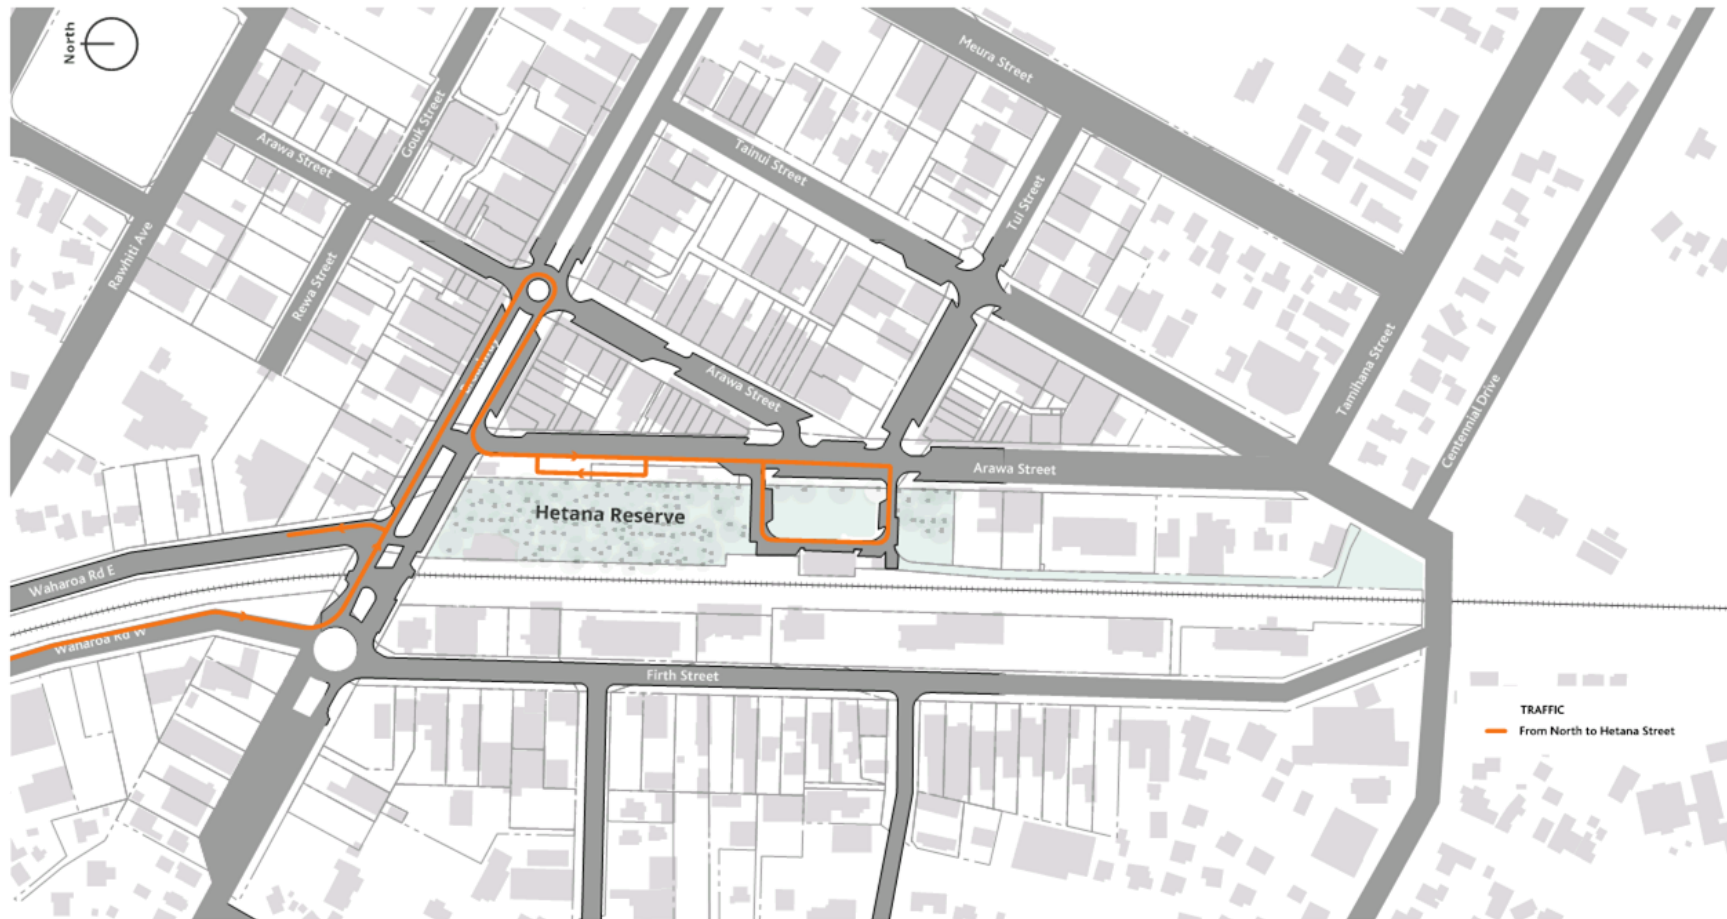 North
Meura Street
Gouk Street
Arawa Street
Tainui Street
Tui Street
Rawhiti Ave
Rewa Street
Arawa Street
Tamihana Street
Centennial Drive
Arawa Street
Hetana Reserve
Waharoa Rd E
Waharoa Rd W
Firth Street
TRAFFIC
From North to Hetana Street